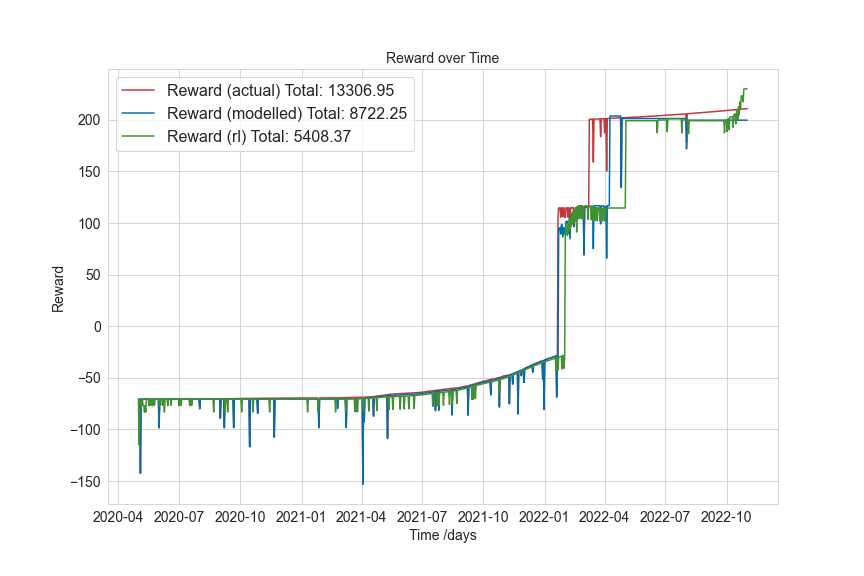 Reward over Time
Reward (actual) Total: 13306.95
Reward (modelled) Total: 8722.25
Reward (rl) Total: 5408.37
200
150
100
50
0
−50
−100
−150
Reward
2020-04 2020-07 2020-10 2021-01 2021-04 2021-07 2021-10 2022-01 2022-04 2022-07 2022-10
Time /days